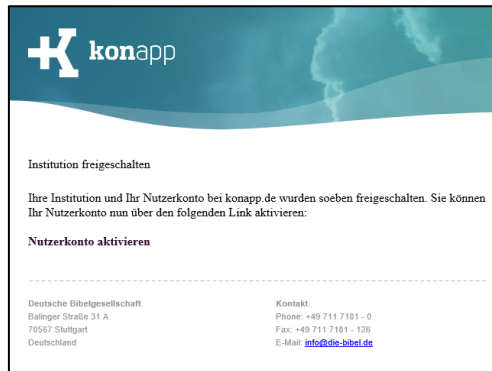 konapp
Institution freigeschalten
Ihre Institution und Ihr Nutzerkonto bei konapp.de wurden soeben freigeschalten. Sie können
Ihr Nutzerkonto nun über den folgenden Link aktivieren:
Nutzerkonto aktivieren
Deutsche Bibelgesellschaft
Balinger Straße 31 A
70567 Stuttgart
Deutschland
Kontakt
Phone: +49 711 7181 - 0
Fax: +49 711 7181 - 126
E-Mail: info@die-bibel.de